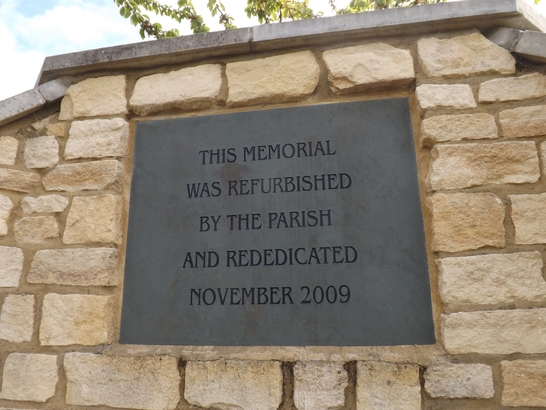 THIS MEMORIAL
WAS REFURBISHED
BY THE PARISH
AND REDEDICATED
NOVEMBER 2009